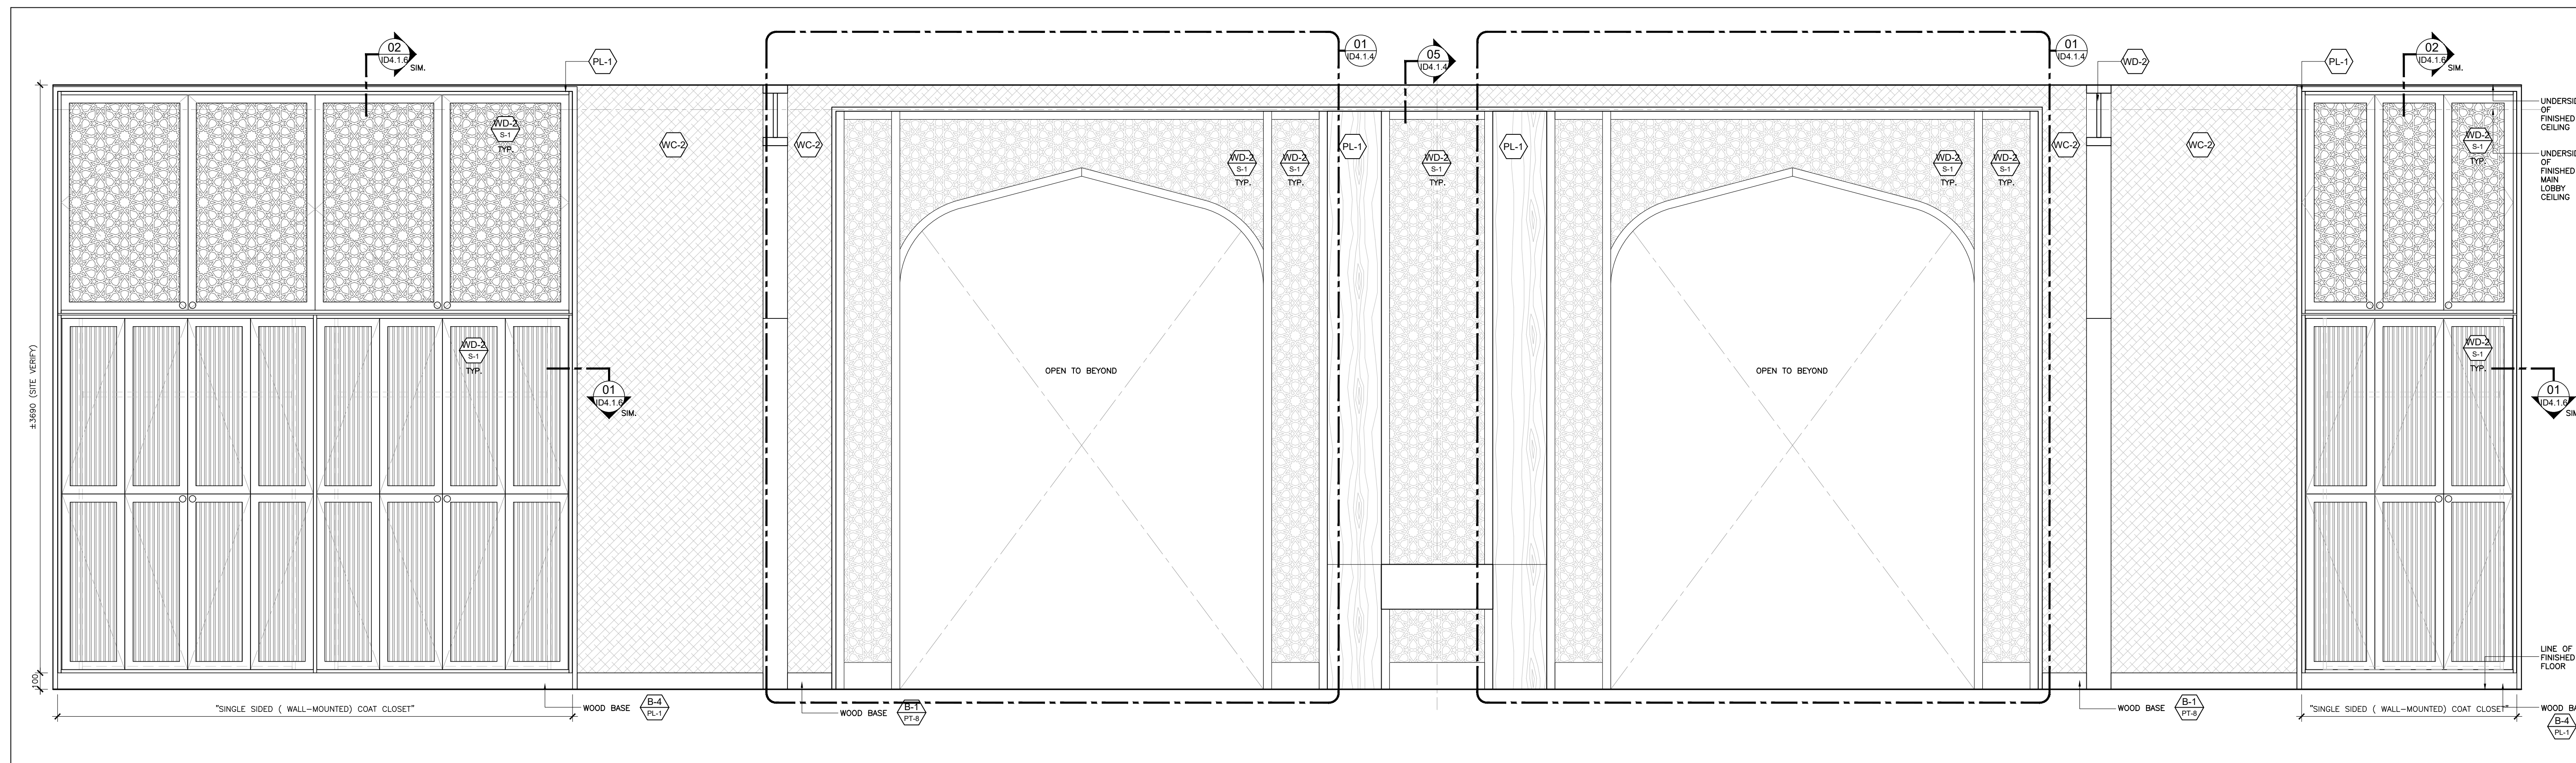 02
ID4.1.6
SIM.
PL-1
01
ID4.1.4
05
ID4.1.4
01
ID4.1.4
WD-2
PL-1
02
ID4.1.6
SIM.
UNDERSI
OF
FINISHED
CEILING
WD-2
S-1
TYP.
WC-2
WC-2
WD-2
S-1
TYP.
WD-2
S-1
TYP.
PL-1
WD-2
S-1
TYP.
PL-1
WD-2
S-1
TYP.
WD-2
S-1
TYP.
WC-2
WC-2
WD-2
S-1
TYP.
UNDERSI
OF
FINISHED
MAIN
LOBBY
CEILING
±3690 (SITE VERIFY)
WD-2
S-1
TYP.
OPEN TO BEYOND
OPEN TO BEYOND
WD-2
S-1
TYP.
01
ID4.1.6
SIM.
01
ID4.1.6
SIM
LINE OF
FINISHED
FLOOR
100
"SINGLE SIDED ( WALL-MOUNTED) COAT CLOSET"
WOOD BASE
B-4
PL-1
WOOD BASE
B-1
PT-8
WOOD BASE
B-1
PT-8
"SINGLE SIDED ( WALL-MOUNTED) COAT CLOSET"
WOOD BA
B-4
PL-1